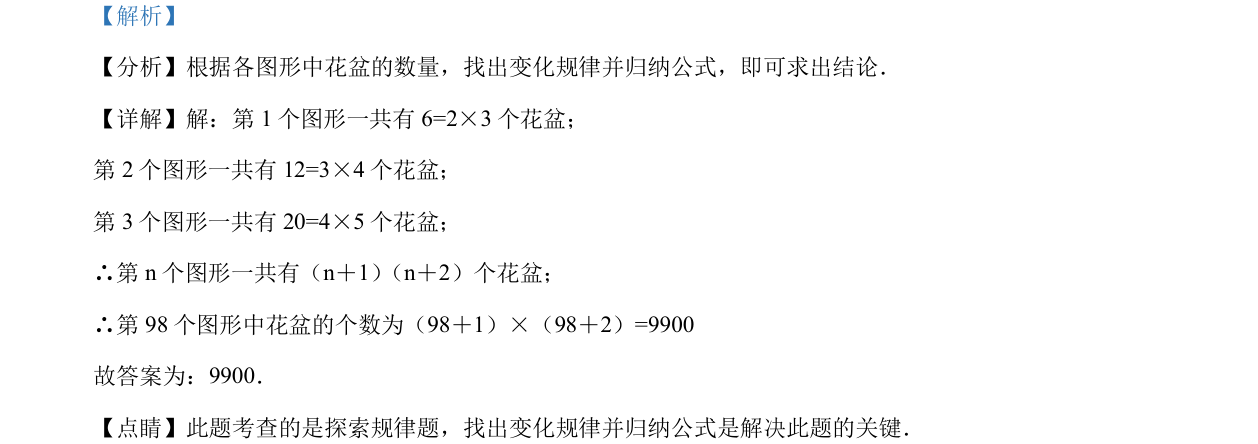 【解析】
【分析】根据各图形中花盆的数量，找出变化规律并归纳公式，即可求出结论．
【详解】解：第 1 个图形一共有 6=2×3 个花盆；
第 2 个图形一共有 12=3×4 个花盆；
第 3 个图形一共有 20=4×5 个花盆；
∴第 n 个图形一共有（n＋1）（n＋2）个花盆；
∴第 98 个图形中花盆的个数为（98＋1）×（98＋2）=9900
故答案为：9900．
【点睛】此题考查的是探索规律题，找出变化规律并归纳公式是解决此题的关键．